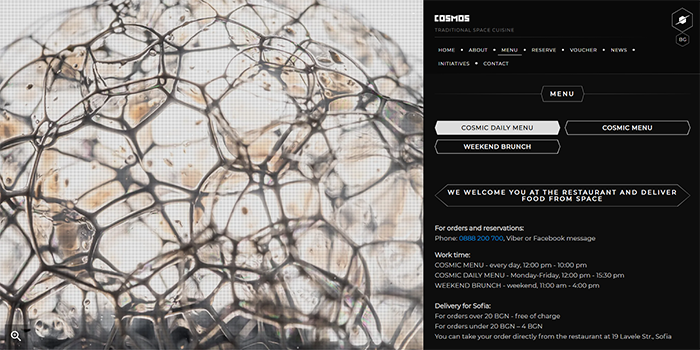 COSMOS
TRADITIONAL SPACE CUISINE
BG
HOME • ABOUT • MENU • RESERVE • VOUCHER • NEWS •
INITIATIVES • CONTACT
MENU
COSMIC DAILY MENU
COSMIC MENU
WEEKEND BRUNCH
WE WELCOME YOU AT THE RESTAURANT AND DELIVER
FOOD FROM SPACE
For orders and reservations:
Phone: 0888 200 700, Viber or Facebook message
Work time:
COSMIC MENU - every day, 12:00 pm - 10:00 pm
COSMIC DAILY MENU - Monday-Friday, 12:00 pm - 15:30 pm
WEEKEND BRUNCH - weekend, 11:00 am - 4:00 pm
Delivery for Sofia:
For orders over 20 BGN - free of charge
For orders under 20 BGN – 4 BGN
You can take your order directly from the restaurant at 19 Lavele Str., Sofia